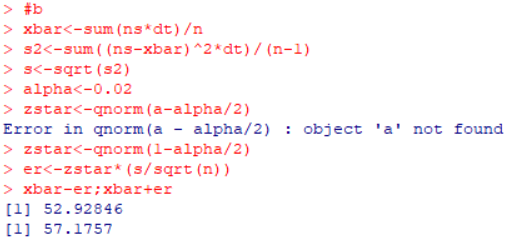 > #b
> xbar<-sum(ns*dt)/n
> s2<-sum((ns-xbar)^2*dt)/(n-1)
> s<-sqrt(s2)
> alpha<-0.02
> zstar<-qnorm(a-alpha/2)
Error in qnorm(a - alpha/2) : object 'a' not found
> zstar<-qnorm(1-alpha/2)
> er<-zstar*(s/sqrt(n))
> xbar-er;xbar+er
[1] 52.92846
[1] 57.1757